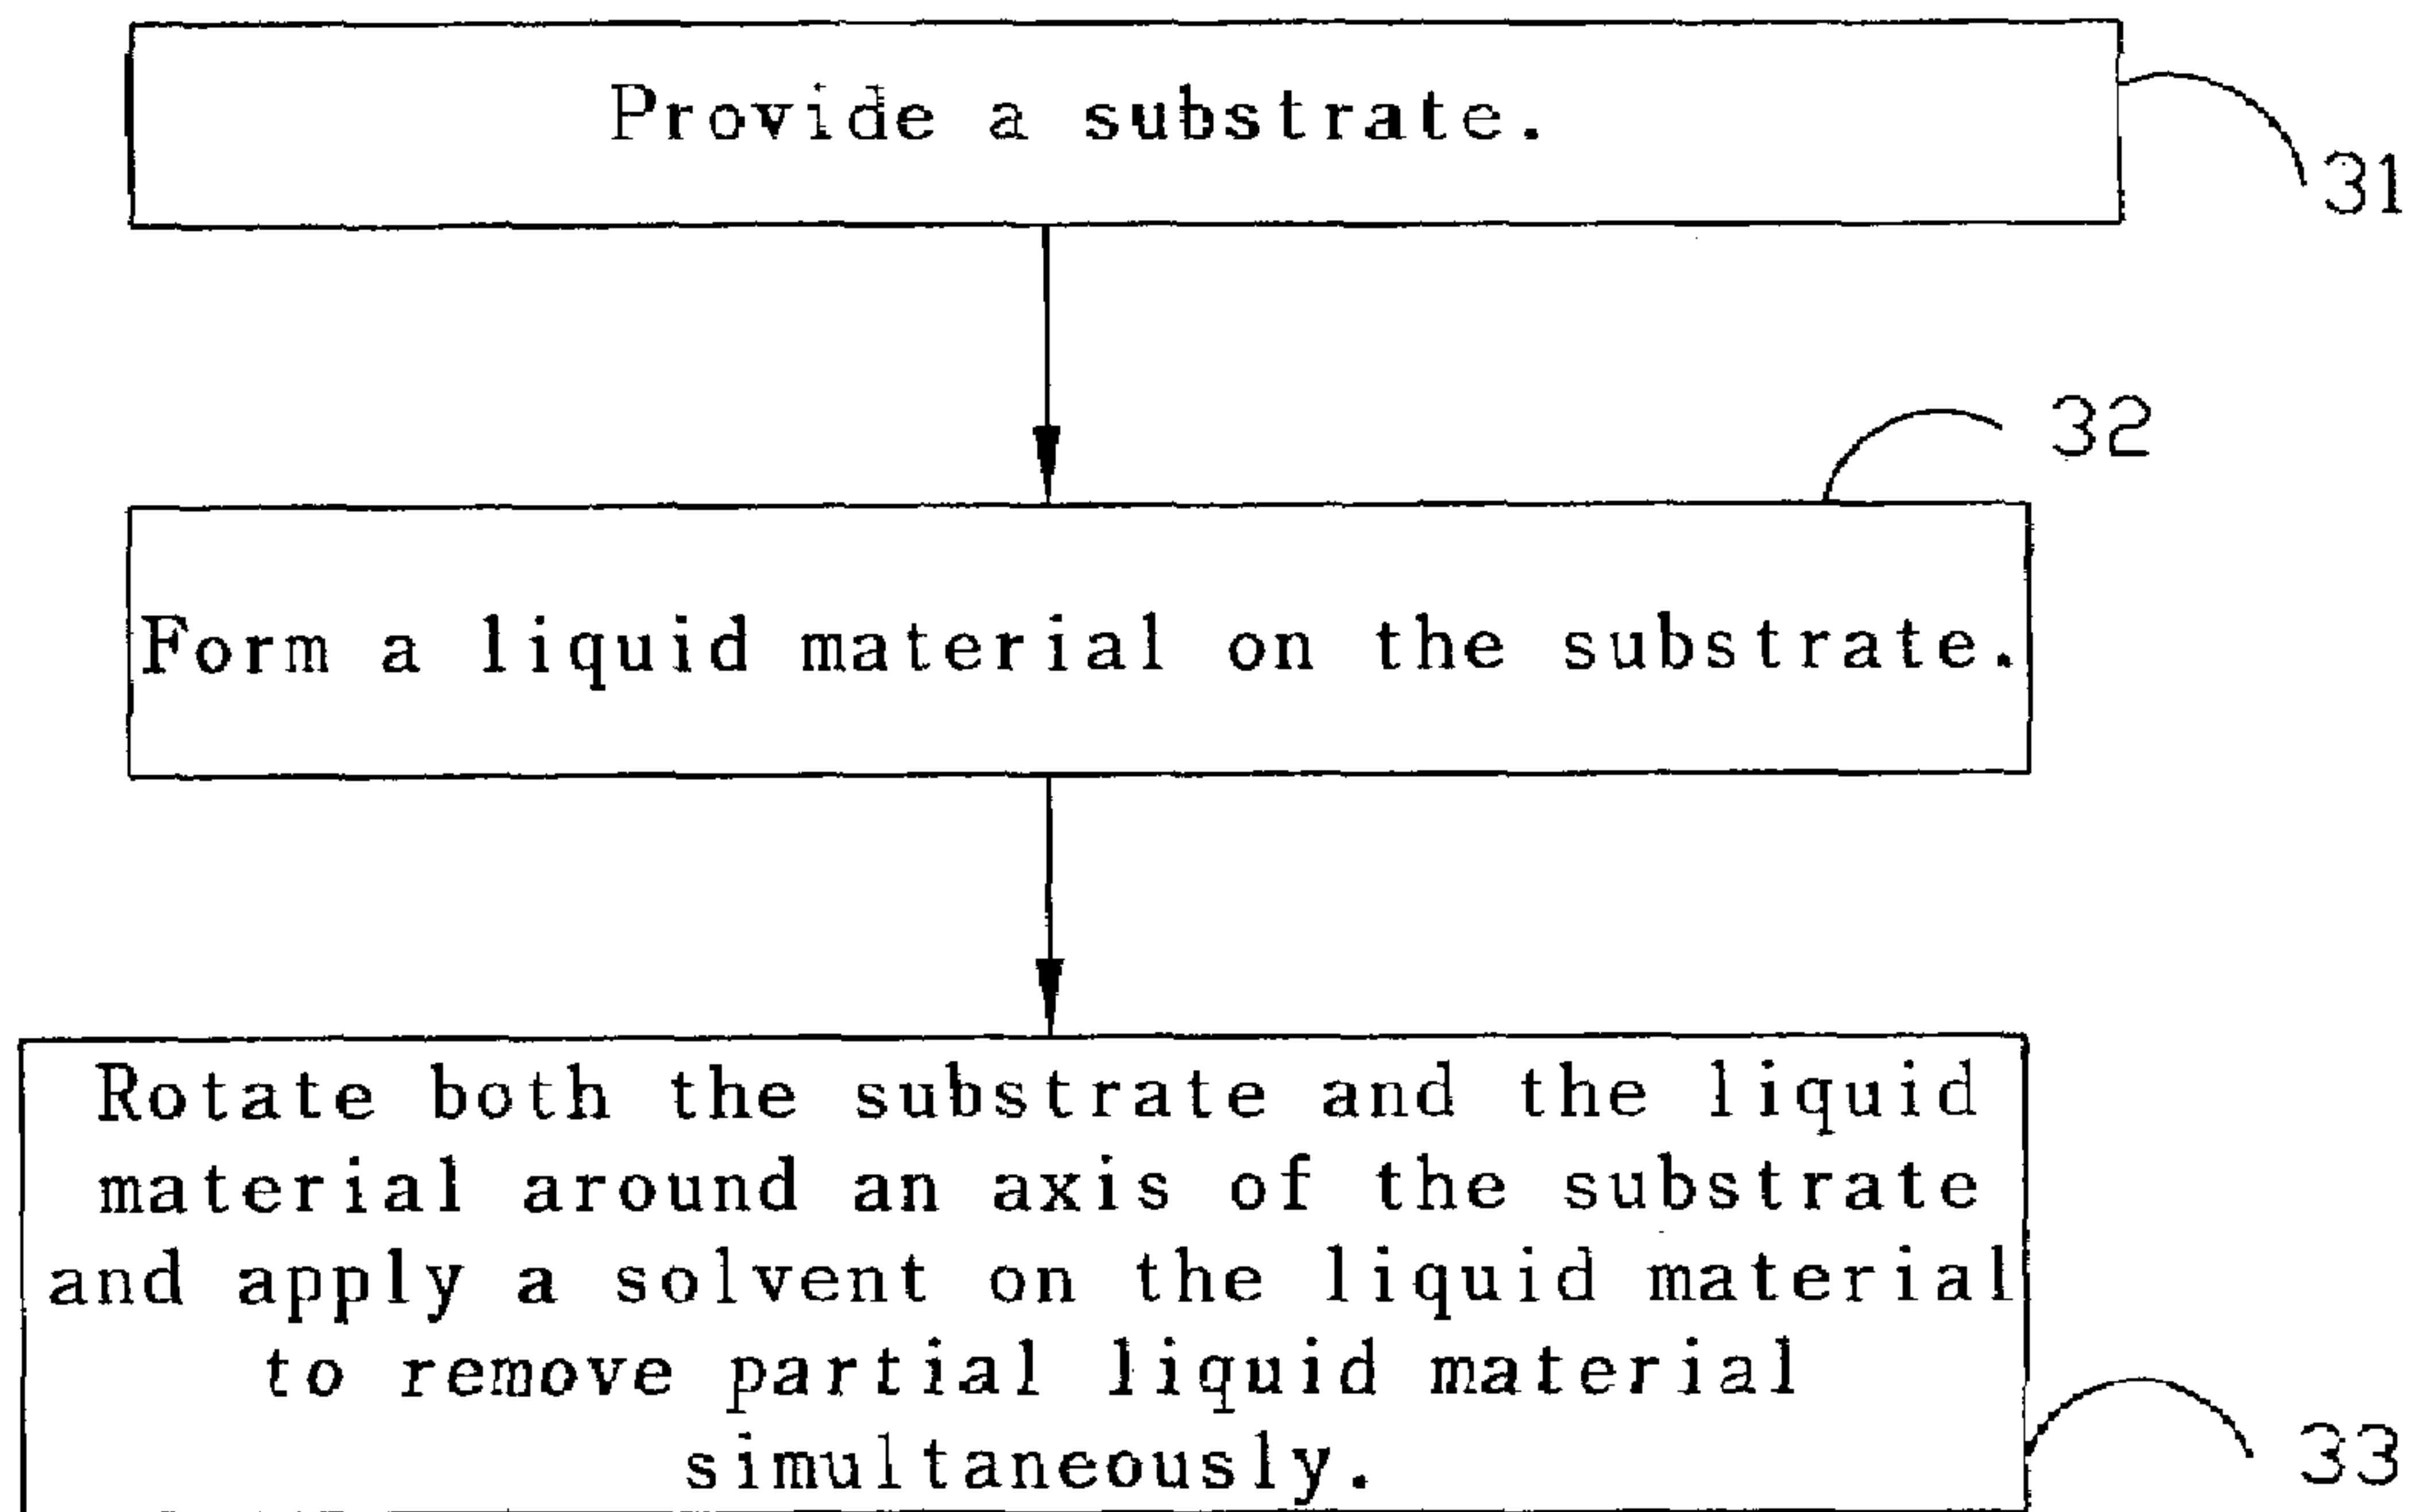 Provide a substrate.
31
32
Form a liquid material on the substrate.
Rotate both the substrate and the liquid
material around an axis of the substrate
and apply a solvent on the liquid material
to remove partial liquid material
simultaneously.
33